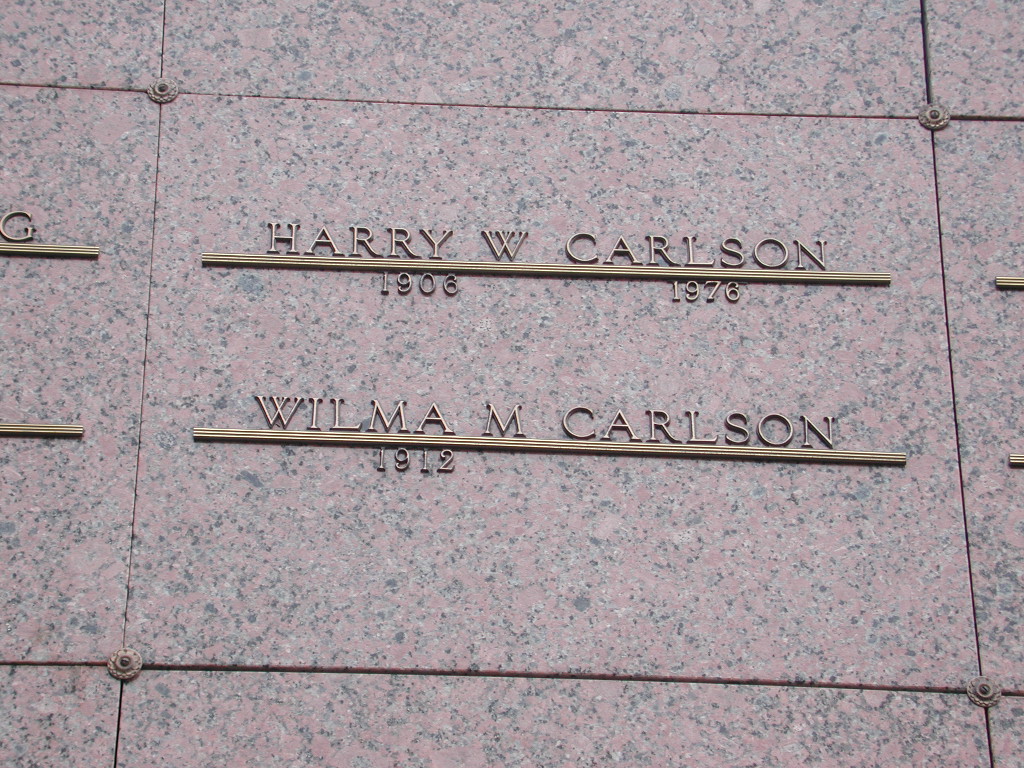 G
HARRY W CARLSON
1906 1976
WILMA M CARLSON
1912